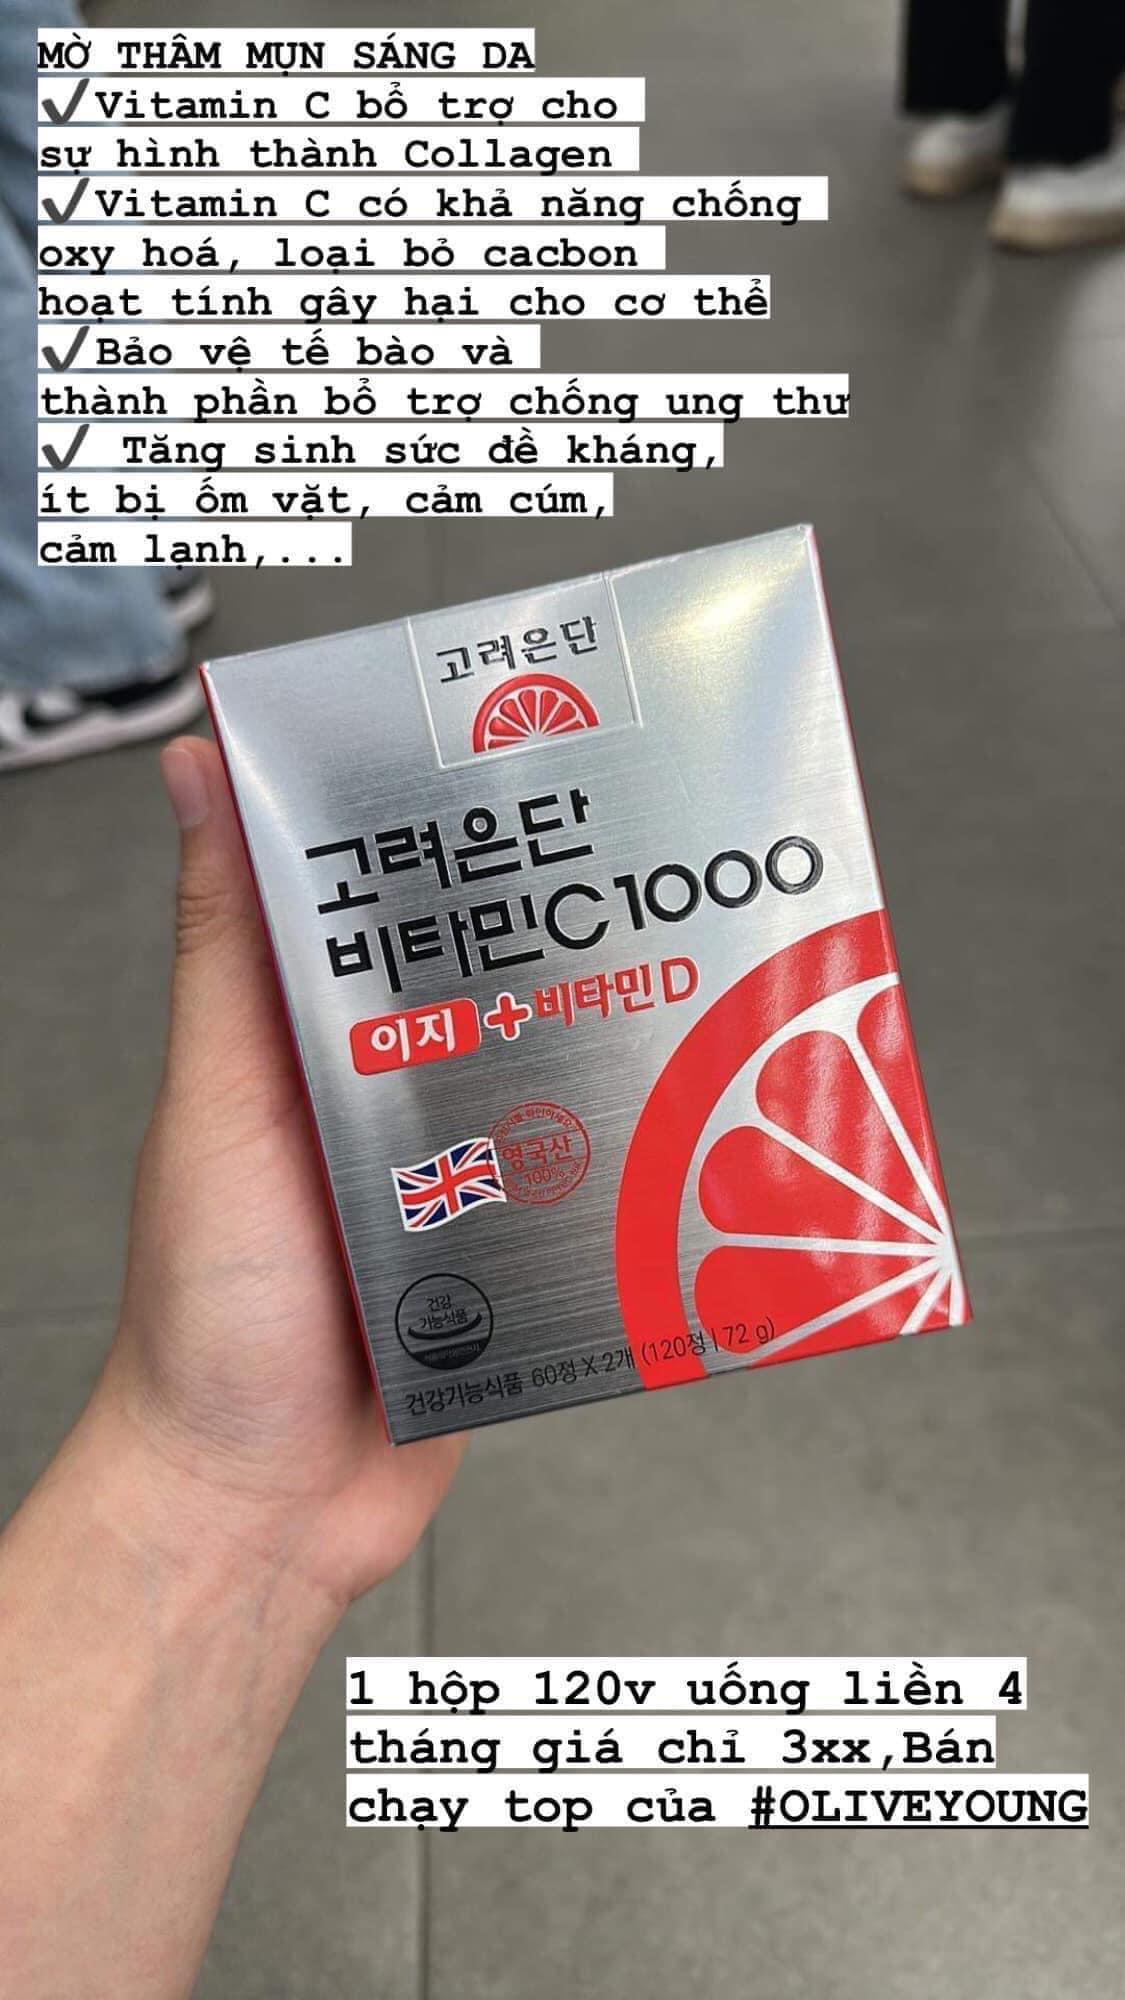 MỜ THÂM MỤN SÁNG DA
✔Vitamin C bổ trợ cho
sự hình thành Collagen
✔Vitamin C có khả năng chống
oxy hoá, loại bỏ cacbon
hoạt tính gây hại cho cơ thể
✔Bảo vệ tế bào và
thành phần bổ trợ chống ung thư
✔ Tăng sinh sức đề kháng,
ít bị ốm vặt, cảm cúm,
cảm lạnh,...
고려은단
고려은단
비타민C1000
이지+비타민D
영국산
100%
건강
기능식품
건강기능식품 60정 X 2개 (120정 | 72 g)
1 hộp 120v uống liền 4
tháng giá chỉ 3xx,Bán
chạy top của #OLIVEYOUNG